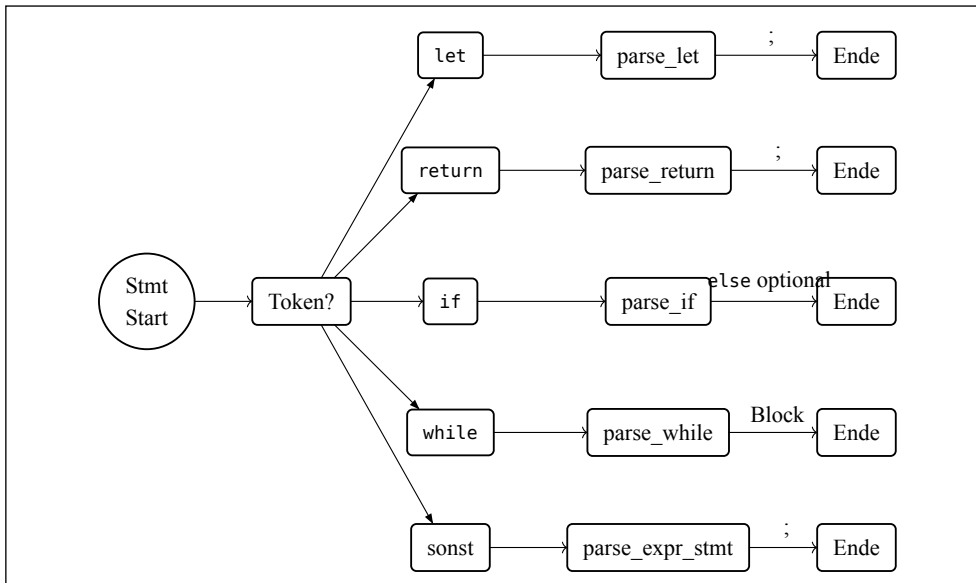 let
parse_let
;
Ende
return
parse_return
;
Ende
Stmt
Start
Token?
if
parse_if
else optional
Ende
while
parse_while
Block
Ende
sonst
parse_expr_stmt
;
Ende